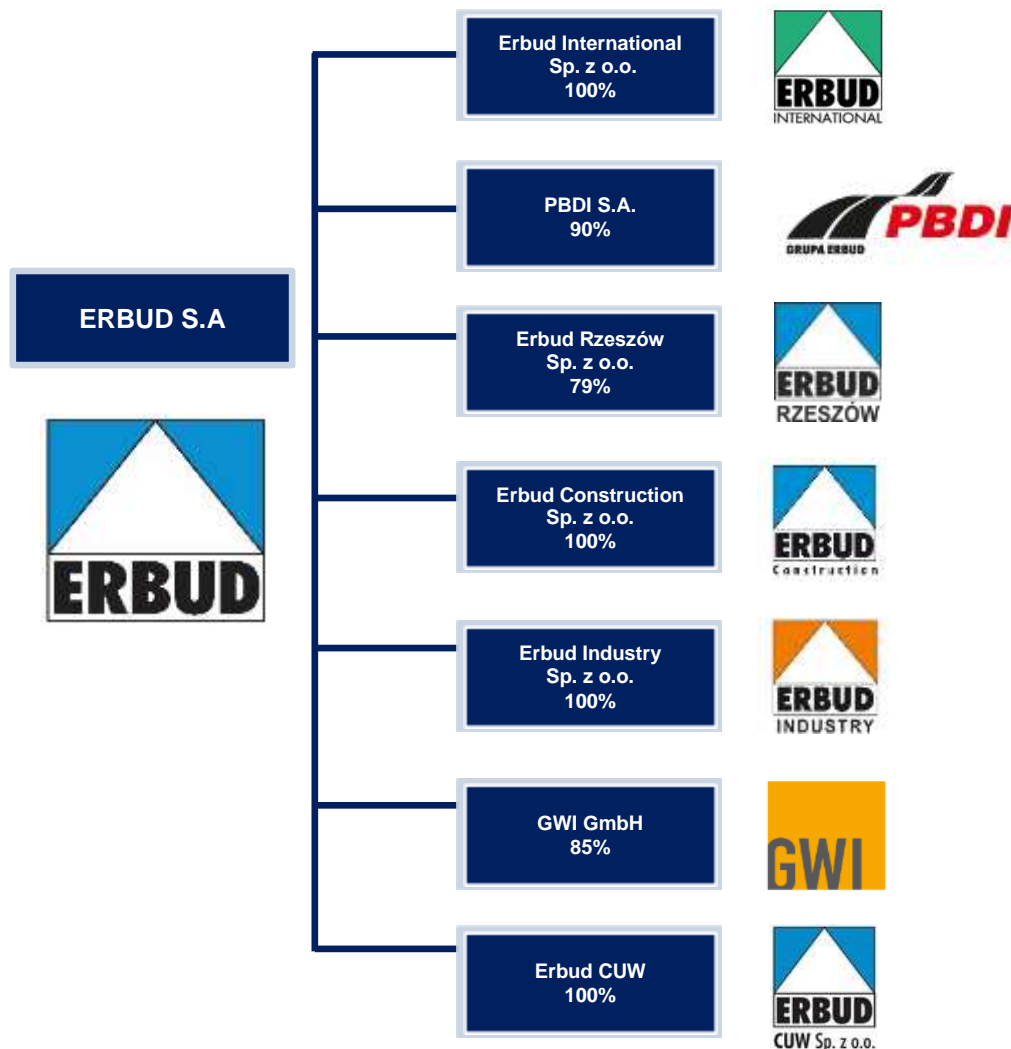 Erbud International
Sp. z o.o.
100%
ERBUD
INTERNATIONAL
PBDI S.A.
90%
PBDI
GRUPA ERBUD
ERBUD S.A
ERBUD
Erbud Rzeszów
Sp. z o.o.
79%
ERBUD
RZESZÓW
Erbud Construction
Sp. z o.o.
100%
ERBUD
Construction
Erbud Industry
Sp. z o.o.
100%
ERBUD
INDUSTRY
GWI GmbH
85%
GWI
Erbud CUW
100%
ERBUD
CUW Sp. z o.o.